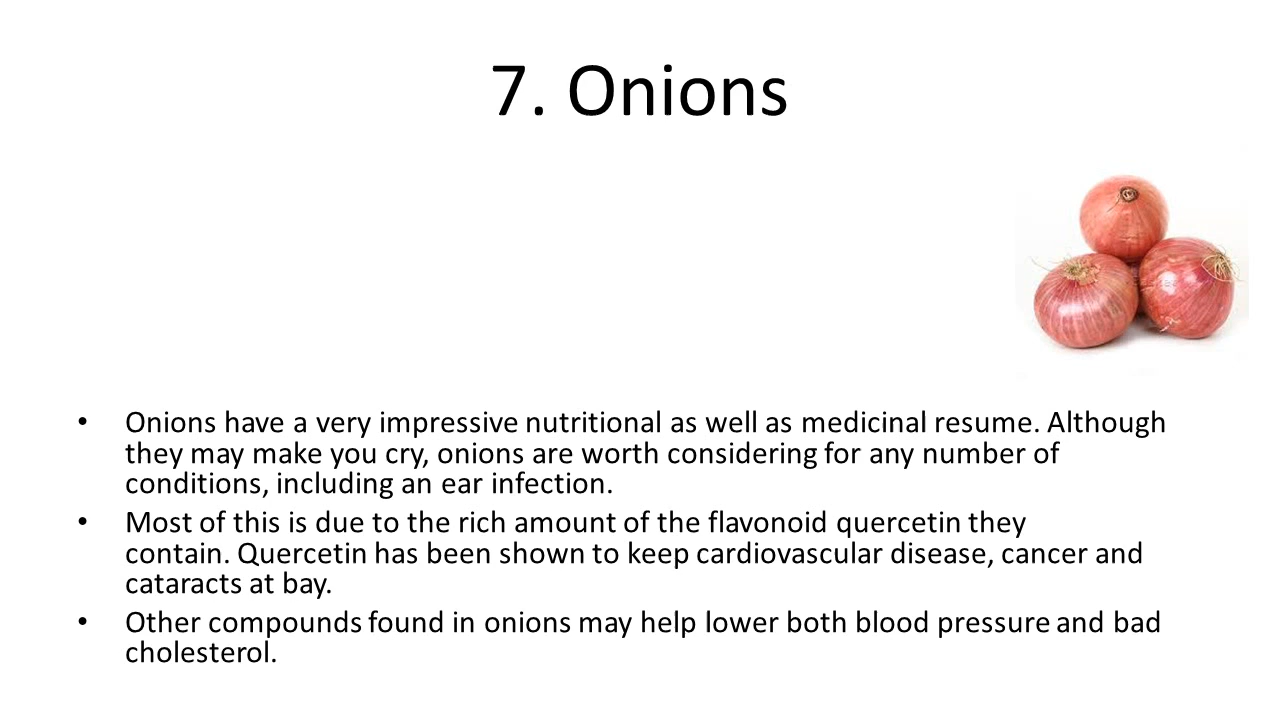 7. Onions
• Onions have a very impressive nutritional as well as medicinal resume. Although
they may make you cry, onions are worth considering for any number of
conditions, including an ear infection.
• Most of this is due to the rich amount of the flavonoid quercetin they
contain. Quercetin has been shown to keep cardiovascular disease, cancer and
cataracts at bay.
• Other compounds found in onions may help lower both blood pressure and bad
cholesterol.